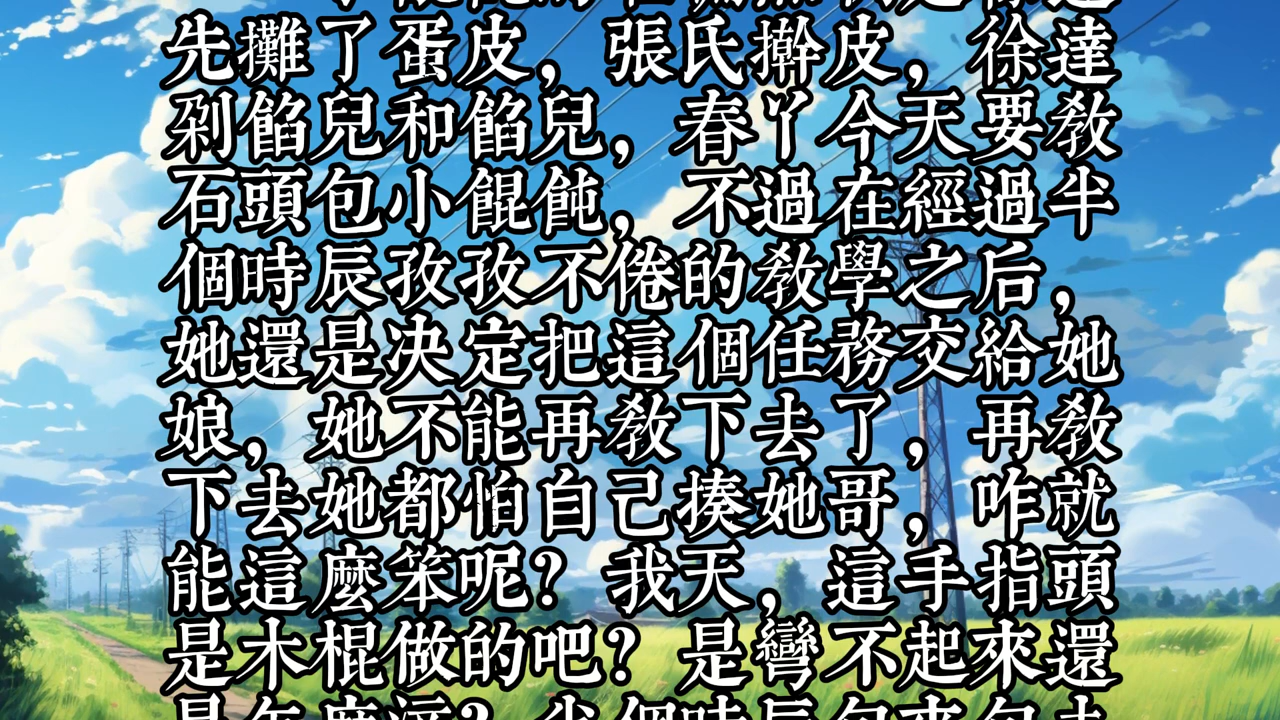 先攤了蛋皮，張氏擀皮，徐達
剁餡兒和餡兒，春丫今天要教
石頭包小餛飩，不過在經過半
個時辰孜孜不倦的教學之后，
她還是決定把這個任務交給她
娘，她不能再教下去了，再教
下去她都怕自己揍她哥，咋就
能這麼笨呢？我天，這手指頭
是木棍做的吧？是彎不起來還